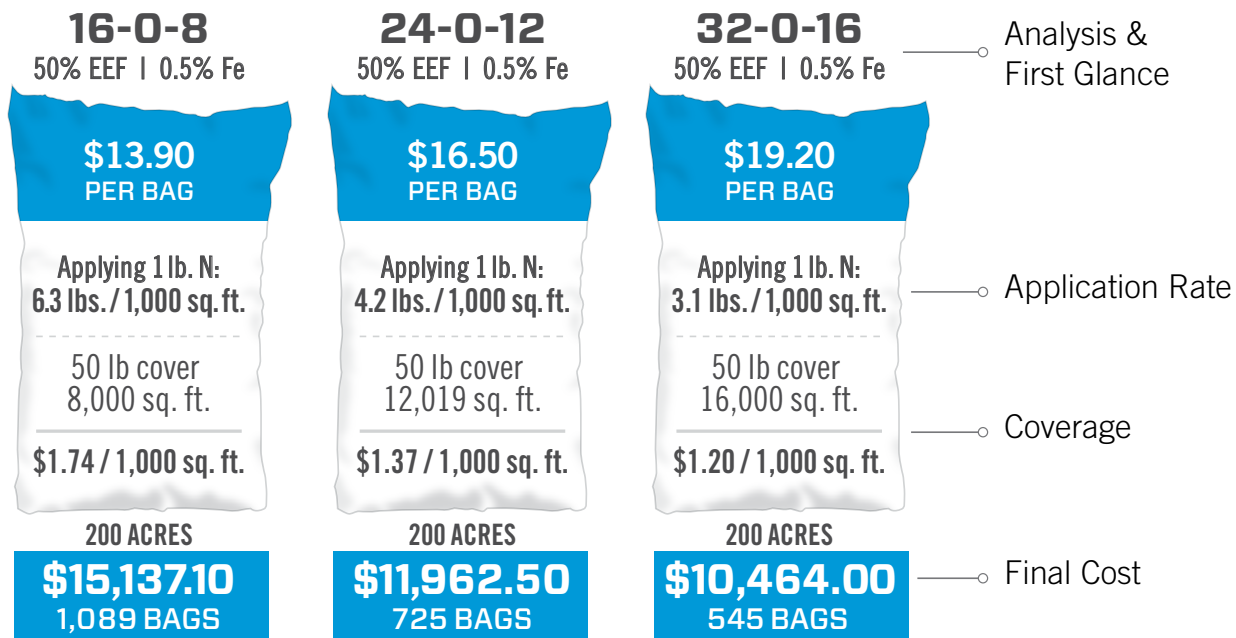 16-0-8
50% EEF | 0.5% Fe
$13.90
PER BAG
Applying 1 lb. N:
6.3 lbs. / 1,000 sq. ft.
50 lb cover
8,000 sq. ft.
$1.74 / 1,000 sq. ft.
200 ACRES
$15,137.10
1,089 BAGS
24-0-12
50% EEF | 0.5% Fe
$16.50
PER BAG
Applying 1 lb. N:
4.2 lbs. / 1,000 sq. ft.
50 lb cover
12,019 sq. ft.
$1.37 / 1,000 sq. ft.
200 ACRES
$11,962.50
725 BAGS
32-0-16
50% EEF | 0.5% Fe
$19.20
PER BAG
Applying 1 lb. N:
3.1 lbs. / 1,000 sq. ft.
50 lb cover
16,000 sq. ft.
$1.20 / 1,000 sq. ft.
200 ACRES
$10,464.00
545 BAGS
Analysis &
First Glance
Application Rate
Coverage
Final Cost